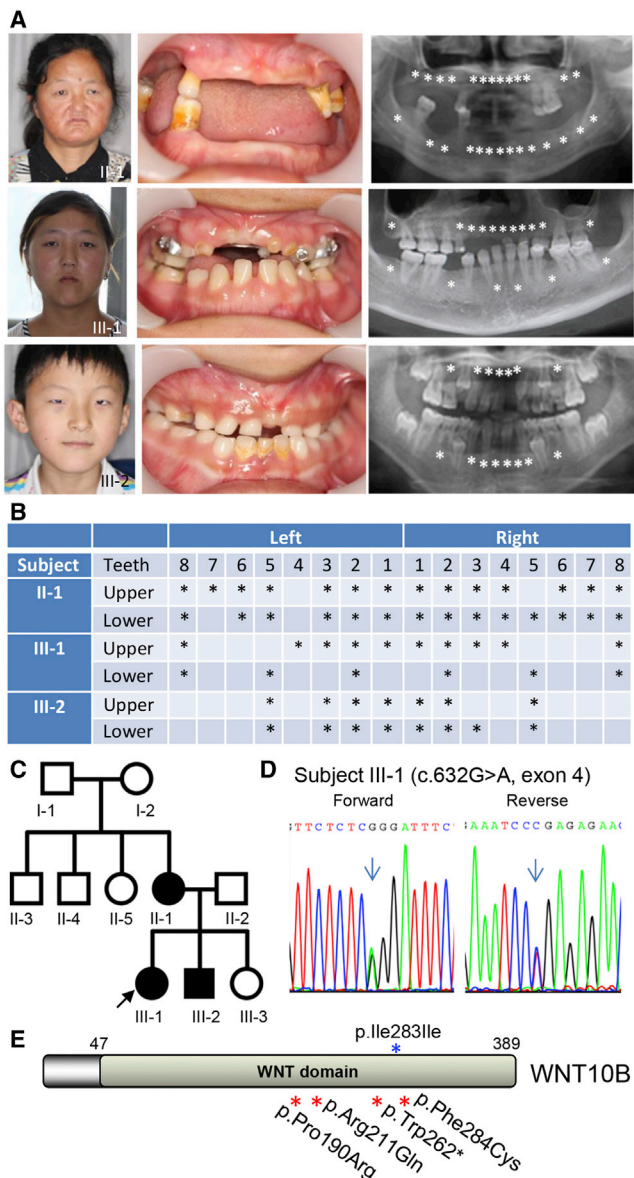 A
II-1
III-1
III-2
B
Left Right
Subject Teeth 8 7 6 5 4 3 2 1 1 2 3 4 5 6 7 8
II-1 Upper * * * * * * * * * * * * * *
Lower * * * * * * * * * * * * * *
III-1 Upper * * * * * * * * * *
Lower * * * * * *
III-2 Upper * * * * * * *
Lower * * * * * * * *
C
I-1 I-2
II-3 II-4 II-5 II-1 II-2
III-1 III-2 III-3
D
Subject III-1 (c.632G>A, exon 4)
Forward Reverse
GTTCTCTCGGGATTTC GAAATCCCGAGAGAAC
E
p.Ile283Ile
*
47 389
WNT domain
WNT10B
* * * *
p.Pro190Arg
p.Arg211Gln
p.Trp262*
p.Phe284Cys